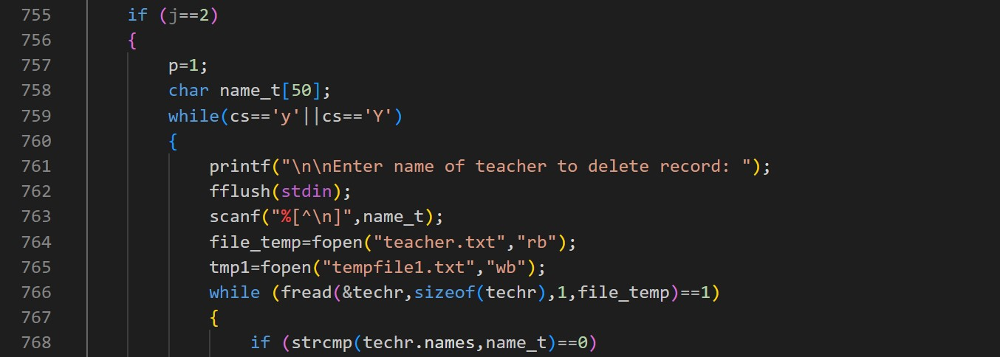 755 if (j==2)
756 {
757 p=1;
758 char name_t[50];
759 while(cs=='y'||cs=='Y')
760 {
761 printf("\n\nEnter name of teacher to delete record: ");
762 fflush(stdin);
763 scanf("%[^\n]",name_t);
764 file_temp=fopen("teacher.txt","rb");
765 tmp1=fopen("tempfile1.txt","wb");
766 while (fread(&techr,sizeof(techr),1,file_temp)==1)
767 {
768 if (strcmp(techr.names,name_t)==0)